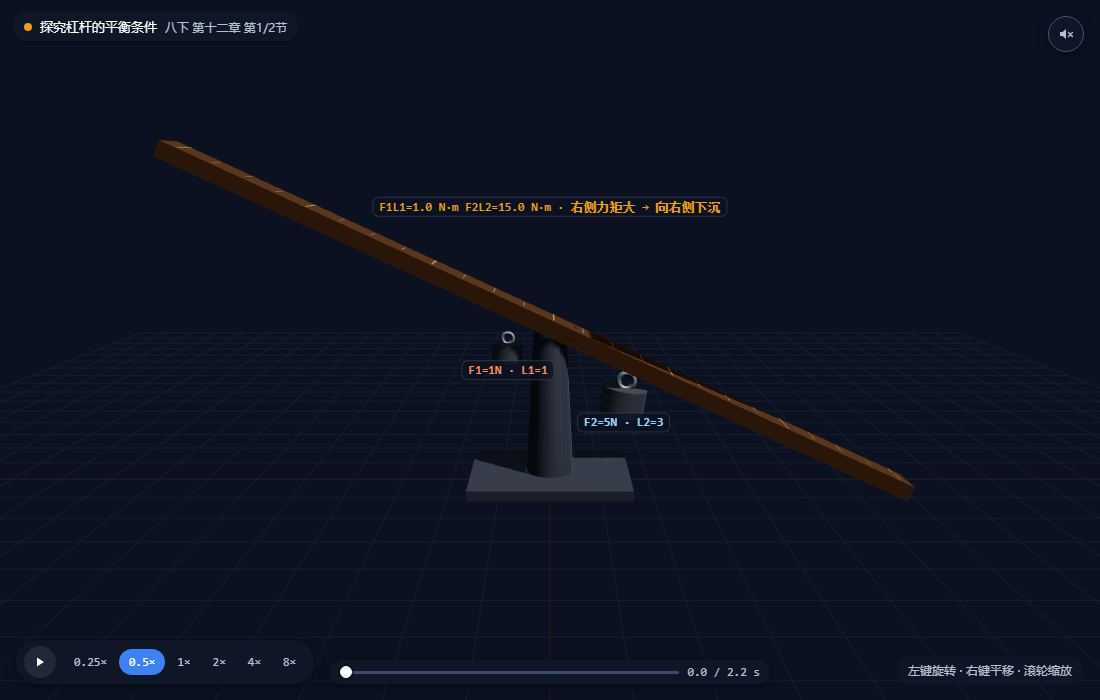 探究杠杆的平衡条件 八下 第十二章 第1/2节
F1L1=1.0 N·m F2L2=15.0 N·m · 右侧力矩大 → 向右侧下沉
F1=1N · L1=1
F2=5N · L2=3
0.25× 0.5× 1× 2× 4× 8×
0.0 / 2.2 s
左键旋转 · 右键平移 · 滚轮缩放